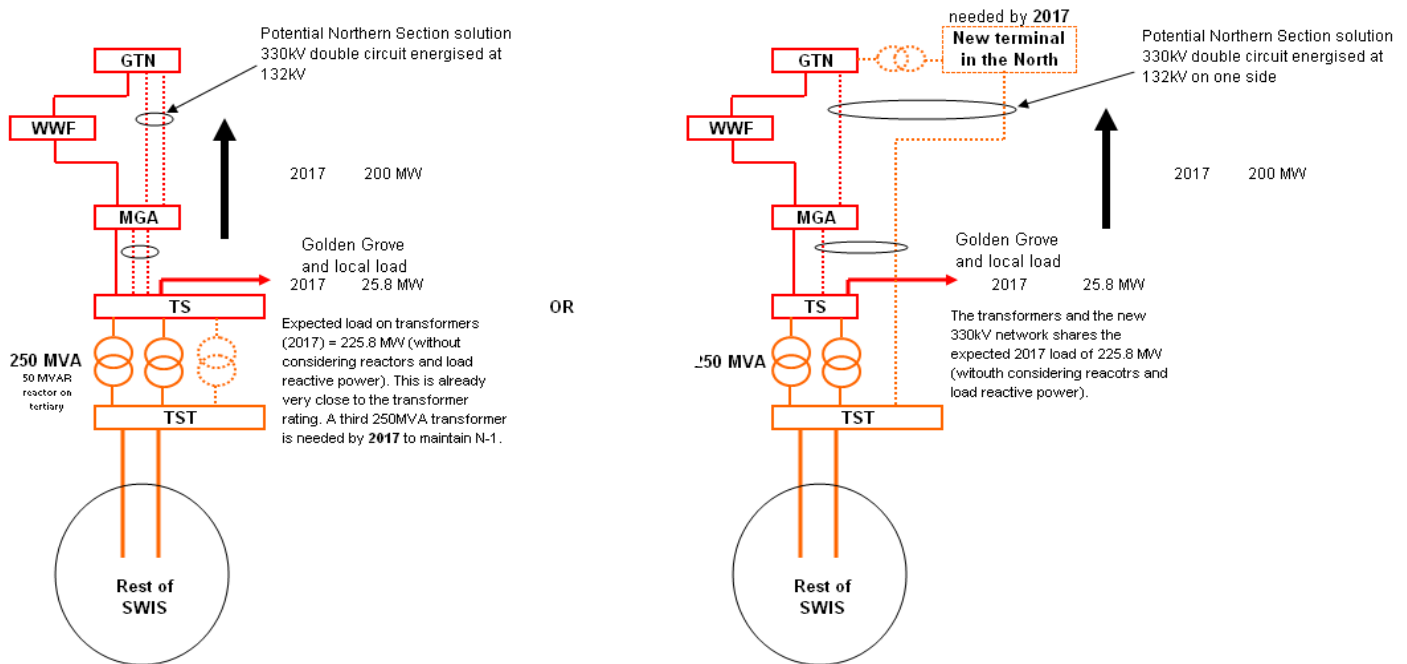 Potential Northern Section solution
330kV double circuit energised at
132kV
GTN
WWF
2017 200 MW
MGA
Golden Grove
and local load
2017 25.8 MW
TS
Expected load on transformers
(2017) = 225.8 MW (without
considering reactors and load
reactive power). This is already
very close to the transformer
rating. A third 250MVA transformer
is needed by 2017 to maintain N-1.
250 MVA
50 MVAR
reactor on
tertiary
TST
Rest of
SWIS
OR
needed by 2017
New terminal
in the North
Potential Northern Section solution
330kV double circuit energised at
132kV on one side
GTN
WWF
2017 200 MW
MGA
Golden Grove
and local load
2017 25.8 MW
TS
The transformers and the new
330kV network shares the
expected 2017 load of 225.8 MW
(witouth considering reacotrs and
load reactive power).
250 MVA
TST
Rest of
SWIS